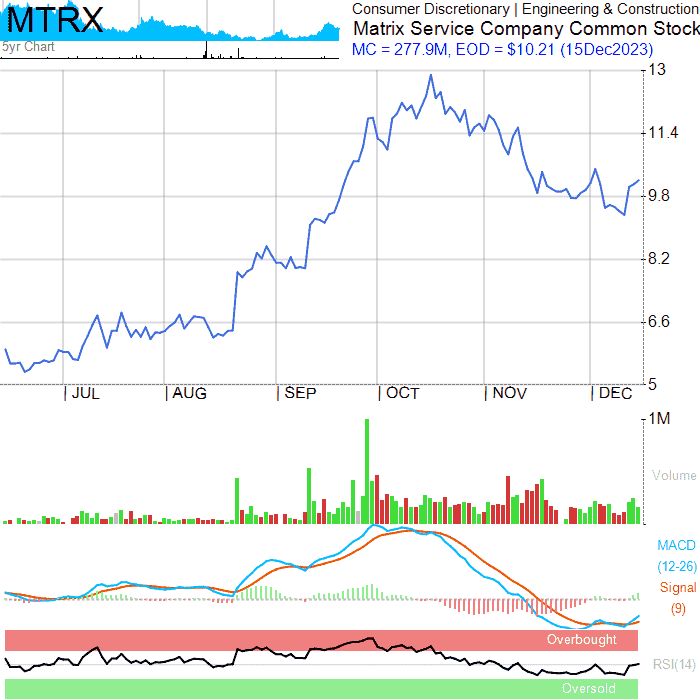 MTRX
5yr Chart
Consumer Discretionary | Engineering & Construction
Matrix Service Company Common Stock
MC = 277.9M, EOD = $10.21 (15Dec2023)
13
11.4
9.8
8.2
6.6
5
JUL
AUG
SEP
OCT
NOV
DEC
1M
Volume
MACD
(12-26)
Signal
(9)
Overbought
RSI(14)
Oversold